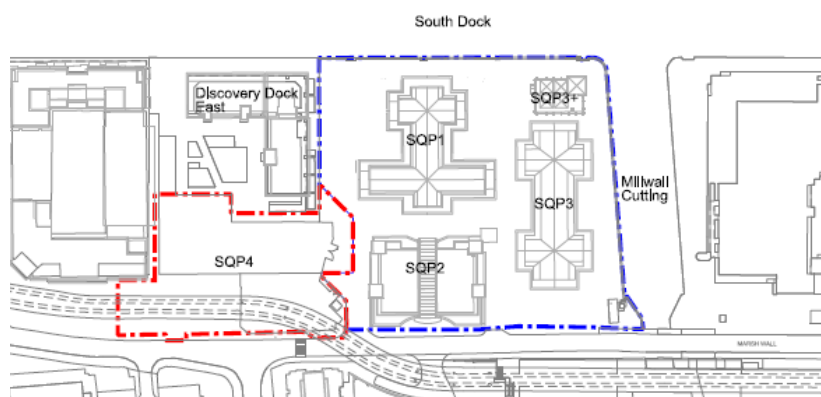 South Dock
Discovery Dock
East
SQP3+
SQP1
Millwall
Cutting
SQP3
SQP4
SQP2
MARSH WALL